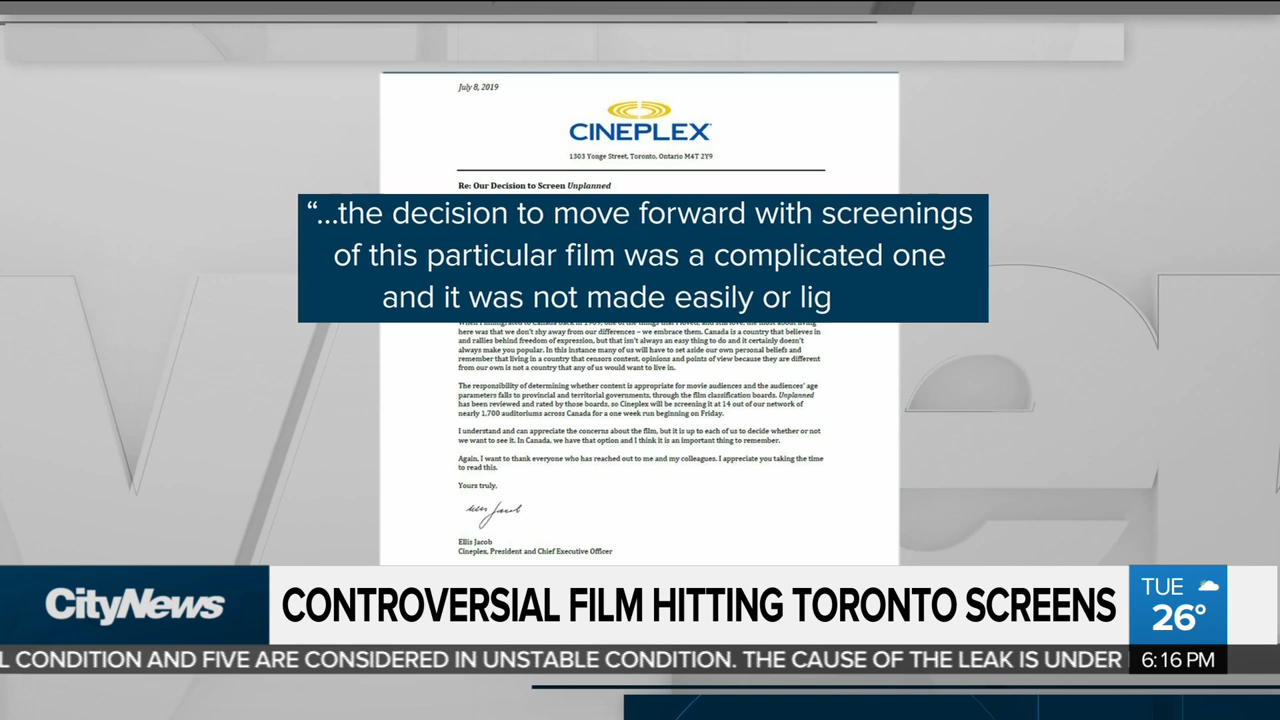 July 8, 2019
CINEPLEX
1303 Yonge Street, Toronto, Ontario M4T 2Y9
Re: Our Decision to Screen Unplanned
“...the decision to move forward with screenings
of this particular film was a complicated one
and it was not made easily or lig
here was that we don't shy away from our differences – we embrace them. Canada is a country that believes in
and rallies behind freedom of expression, but that isn't always an easy thing to do and it certainly doesn't
always make you popular. In this instance many of us will have to set aside our own personal beliefs and
remember that living in a country that censors content, opinions and points of view because they are different
from our own is not a country that any of us would want to live in.
The responsibility of determining whether content is appropriate for movie audiences and the audiences' age
parameters falls to provincial and territorial governments, through the film classification boards. Unplanned
has been reviewed and rated by those boards, so Cineplex will be screening it at 14 out of our network of
nearly 1,700 auditoriums across Canada for a one week run beginning on Friday.
I understand and can appreciate the concerns about the film, but it is up to each of us to decide whether or not
we want to see it. In Canada, we have that option and I think it is an important thing to remember.
Again, I want to thank everyone who has reached out to me and my colleagues. I appreciate you taking the time
to read this.
Yours truly,
Ellis Jacob
Ellis Jacob
Cineplex, President and Chief Executive Officer
CityNews
CONTROVERSIAL FILM HITTING TORONTO SCREENS
TUE
26°
L CONDITION AND FIVE ARE CONSIDERED IN UNSTABLE CONDITION. THE CAUSE OF THE LEAK IS UNDER
6:16 PM